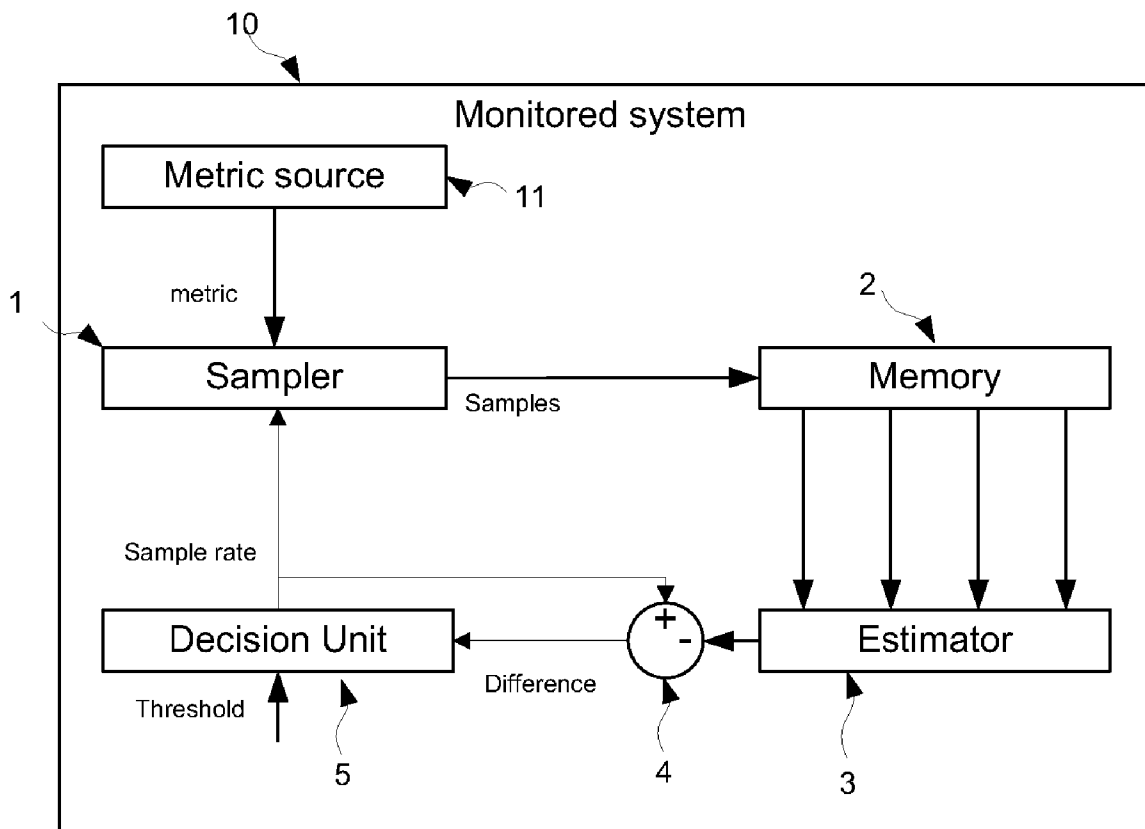 10
Monitored system
Metric source
11
metric
1
2
Sampler
Memory
Samples
Sample rate
+
-
Decision Unit
Estimator
Difference
Threshold
5
4
3